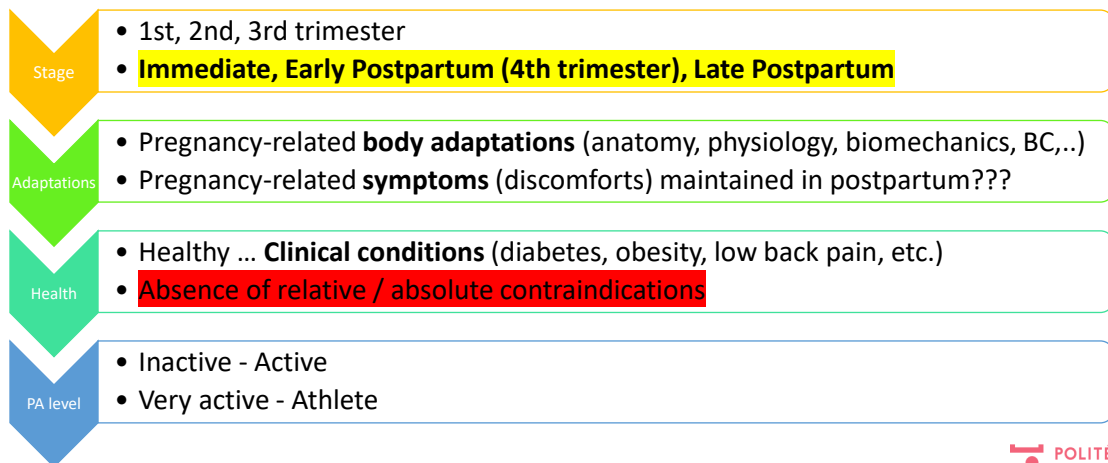 Stage
• 1st, 2nd, 3rd trimester
• Immediate, Early Postpartum (4th trimester), Late Postpartum
Adaptations
• Pregnancy-related body adaptations (anatomy, physiology, biomechanics, BC,..)
• Pregnancy-related symptoms (discomforts) maintained in postpartum???
Health
• Healthy … Clinical conditions (diabetes, obesity, low back pain, etc.)
• Absence of relative / absolute contraindications
PA level
• Inactive - Active
• Very active - Athlete
POLITÉ